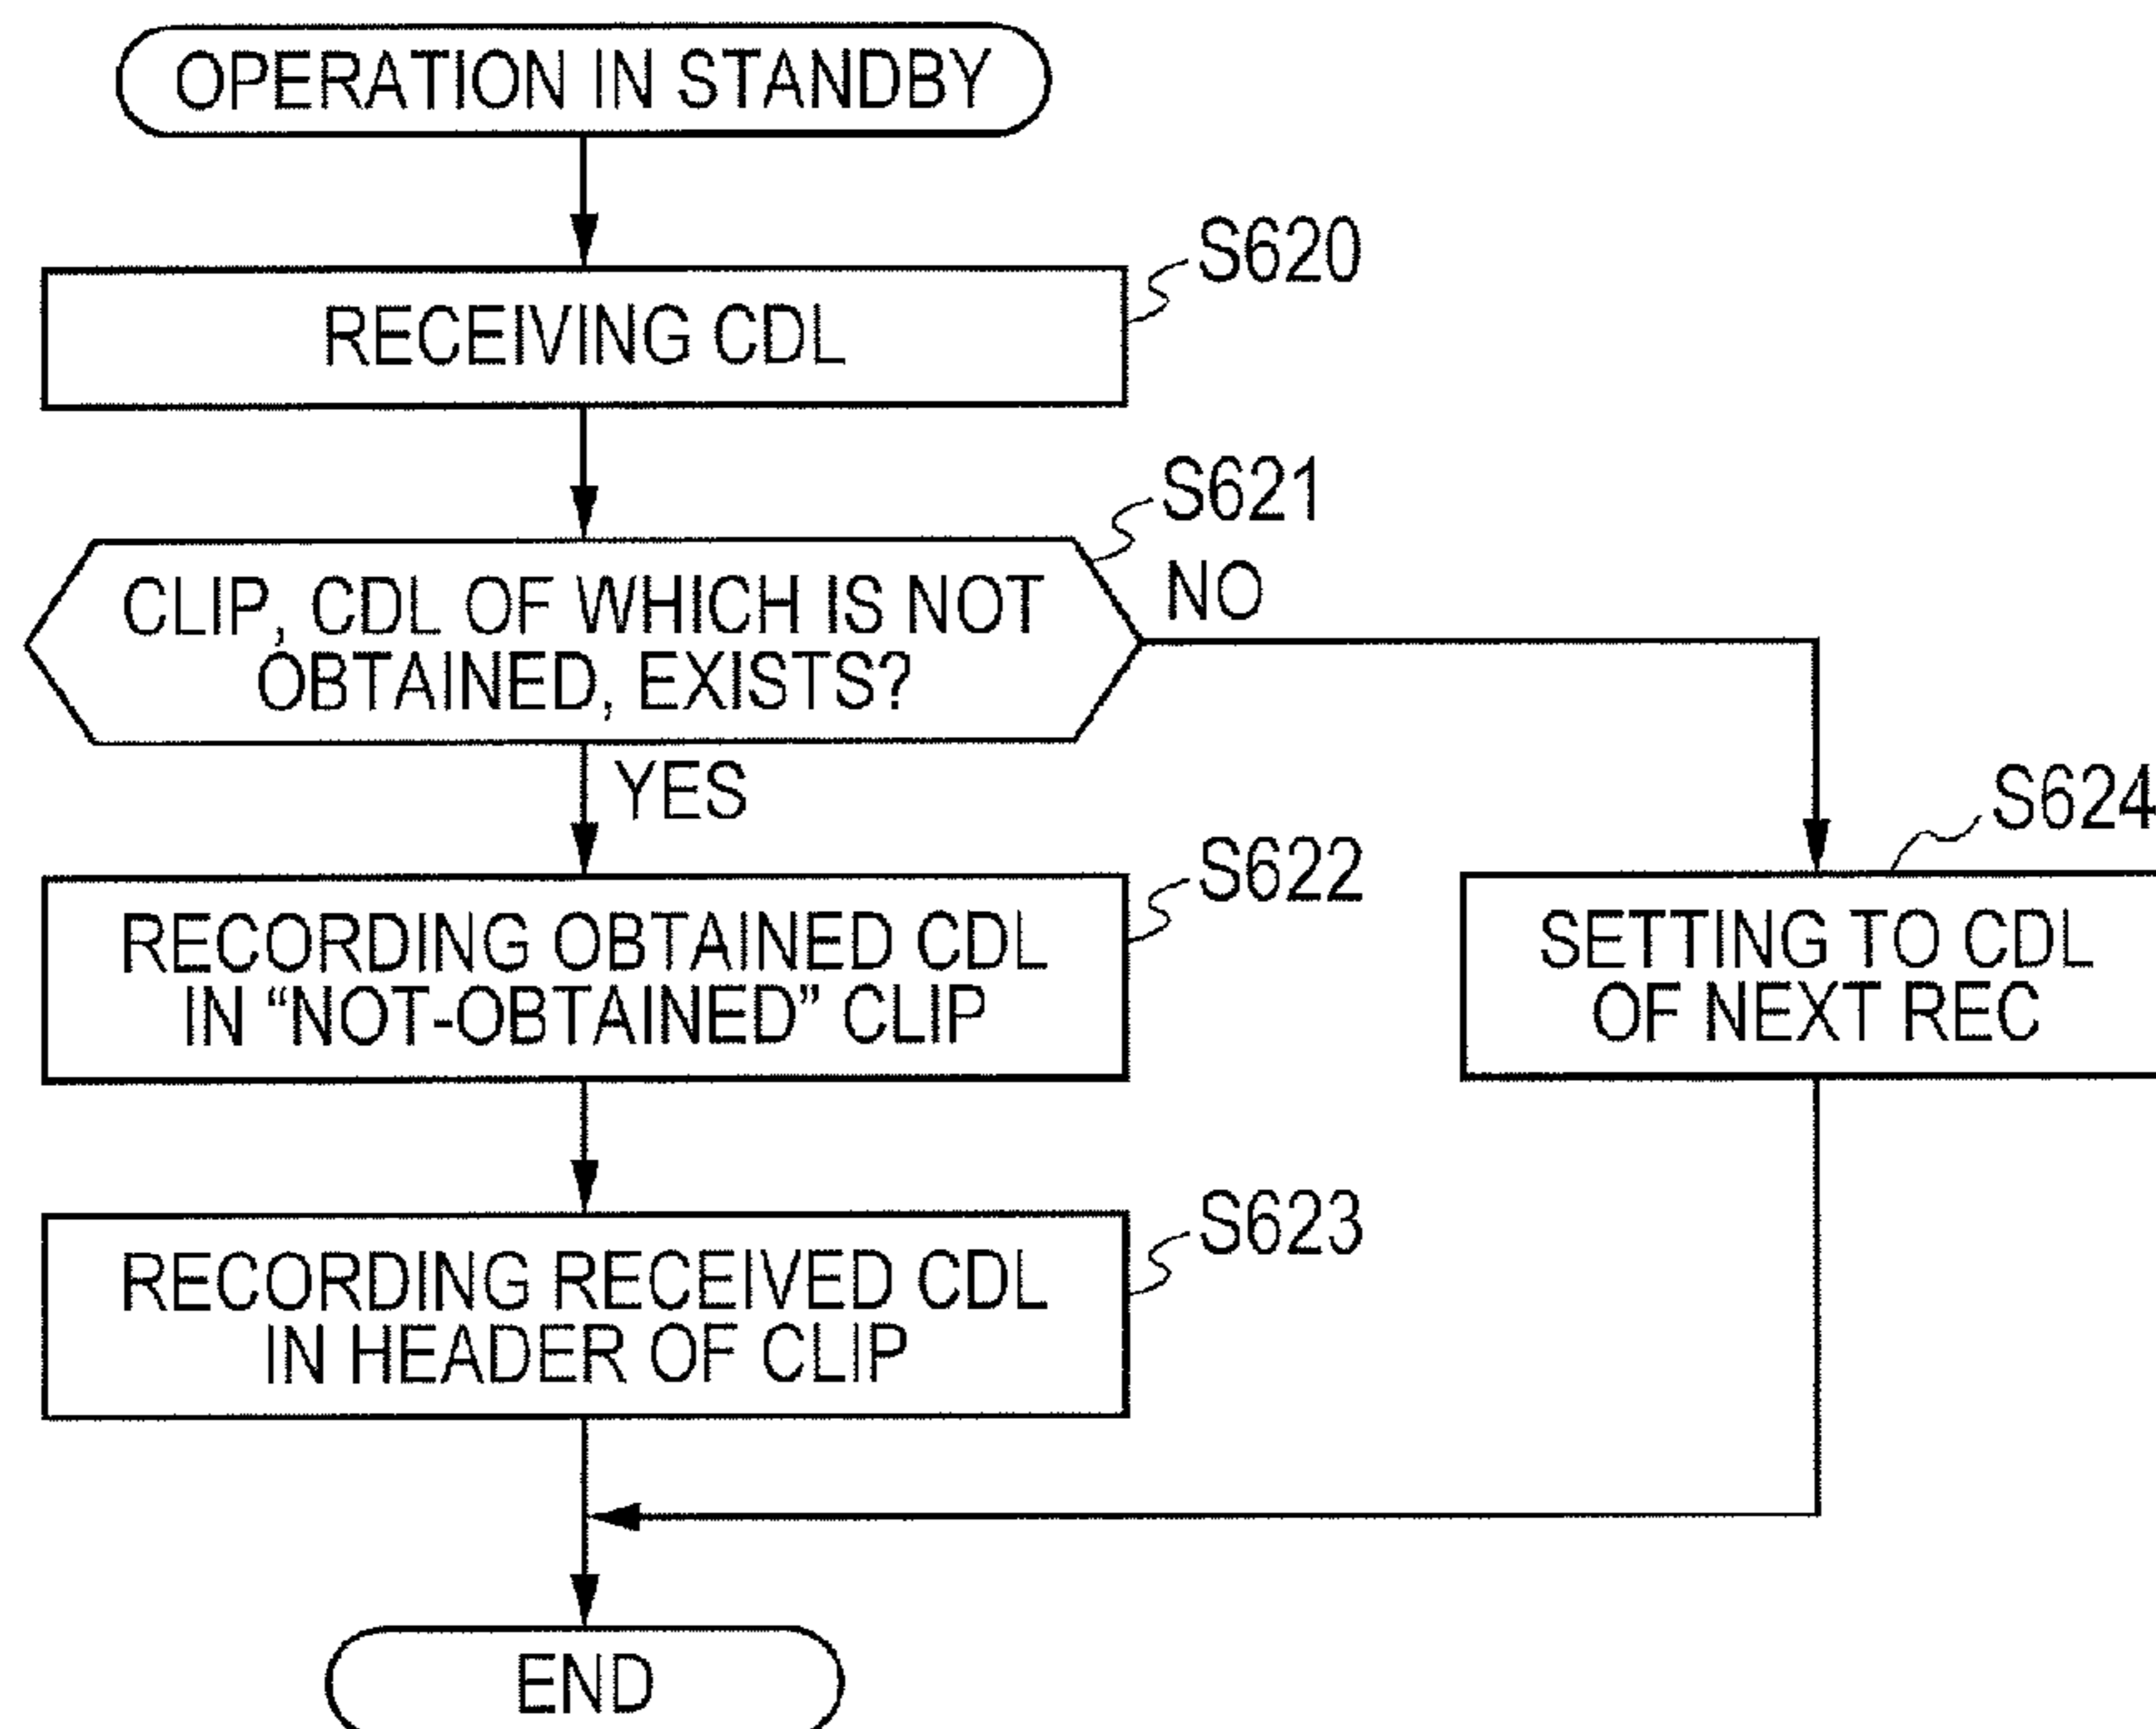 OPERATION IN STANDBY
S620
RECEIVING CDL
S621
CLIP, CDL OF WHICH IS NOT
OBTAINED, EXISTS?
NO
YES
S622
RECORDING OBTAINED CDL
IN “NOT-OBTAINED” CLIP
S624
SETTING TO CDL
OF NEXT REC
S623
RECORDING RECEIVED CDL
IN HEADER OF CLIP
END